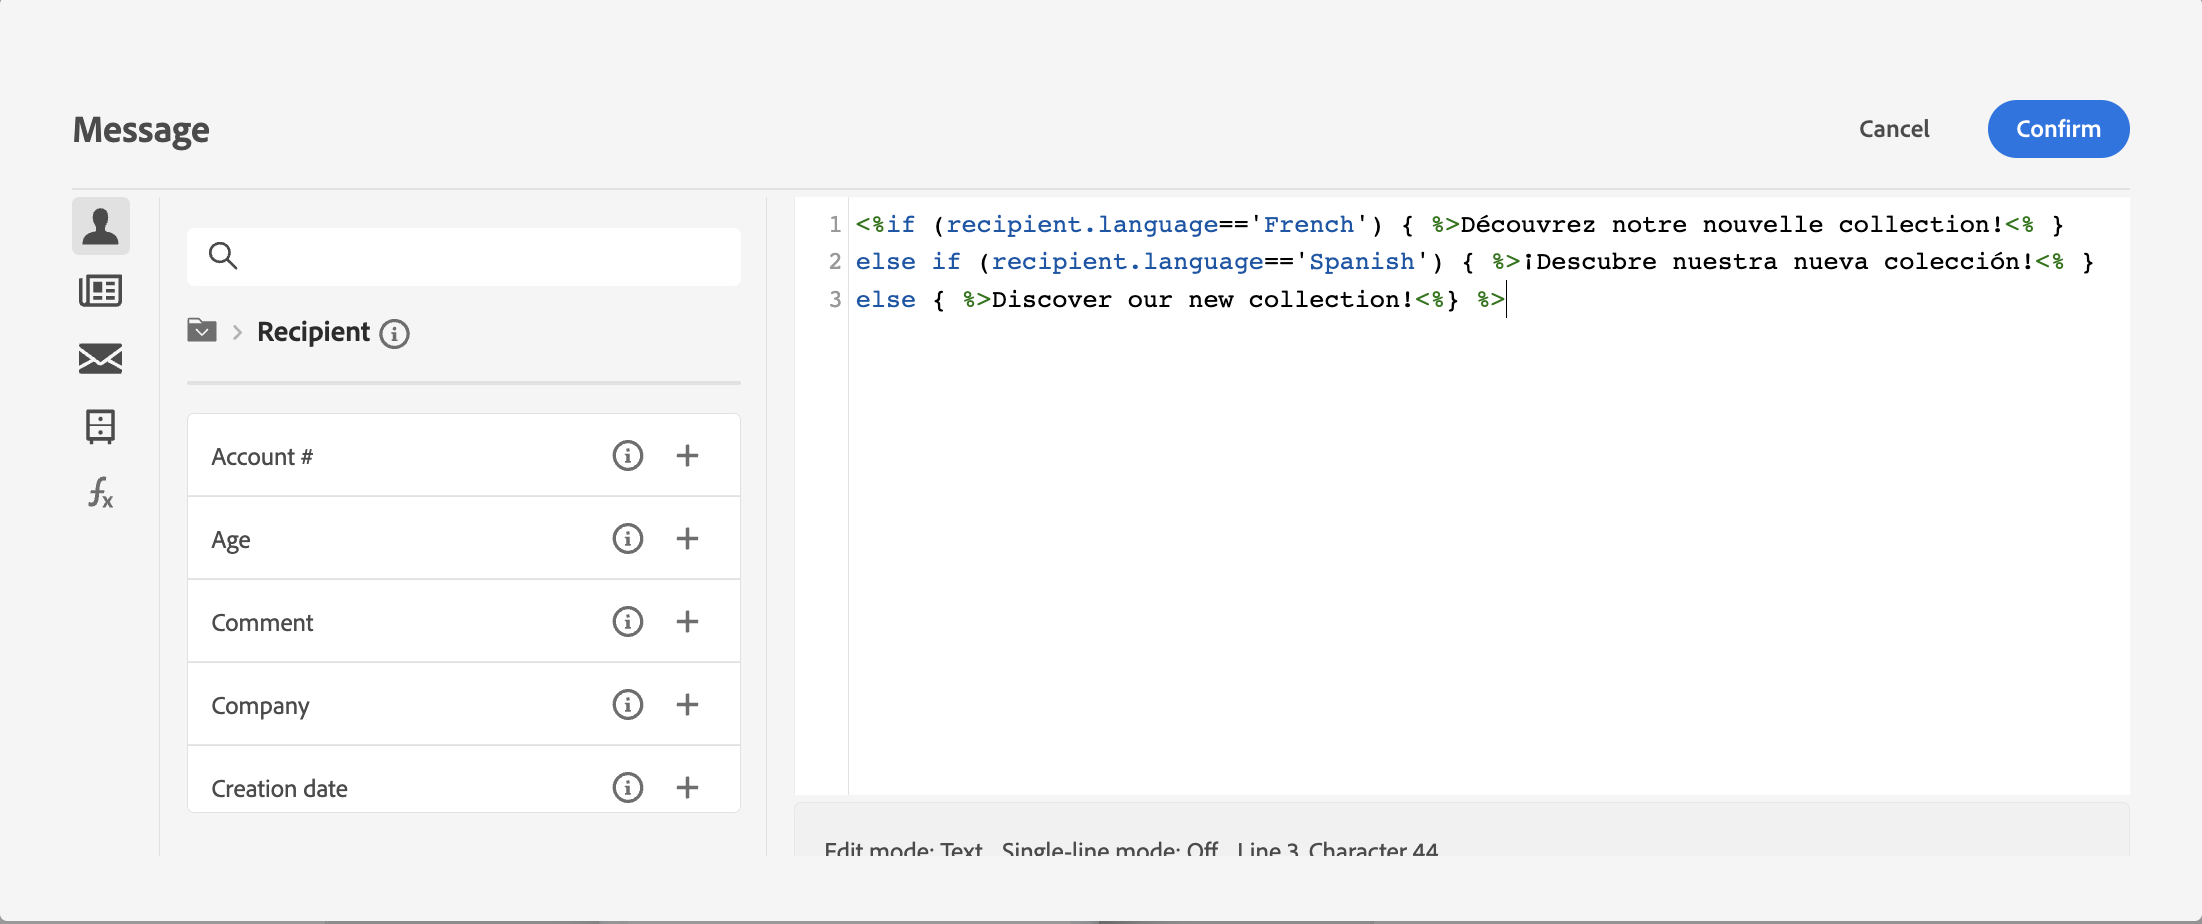 Message
Cancel
Confirm
Recipient
Account #
Age
Comment
Company
Creation date
1 <%if (recipient.language=='French') { %>Découvrez notre nouvelle collection!<% }
2 else if (recipient.language=='Spanish') { %>¡Descubre nuestra nueva colección!<% }
3 else { %>Discover our new collection!<%} %>
Edit mode: Text Single-line mode: Off Line 3, Character 44